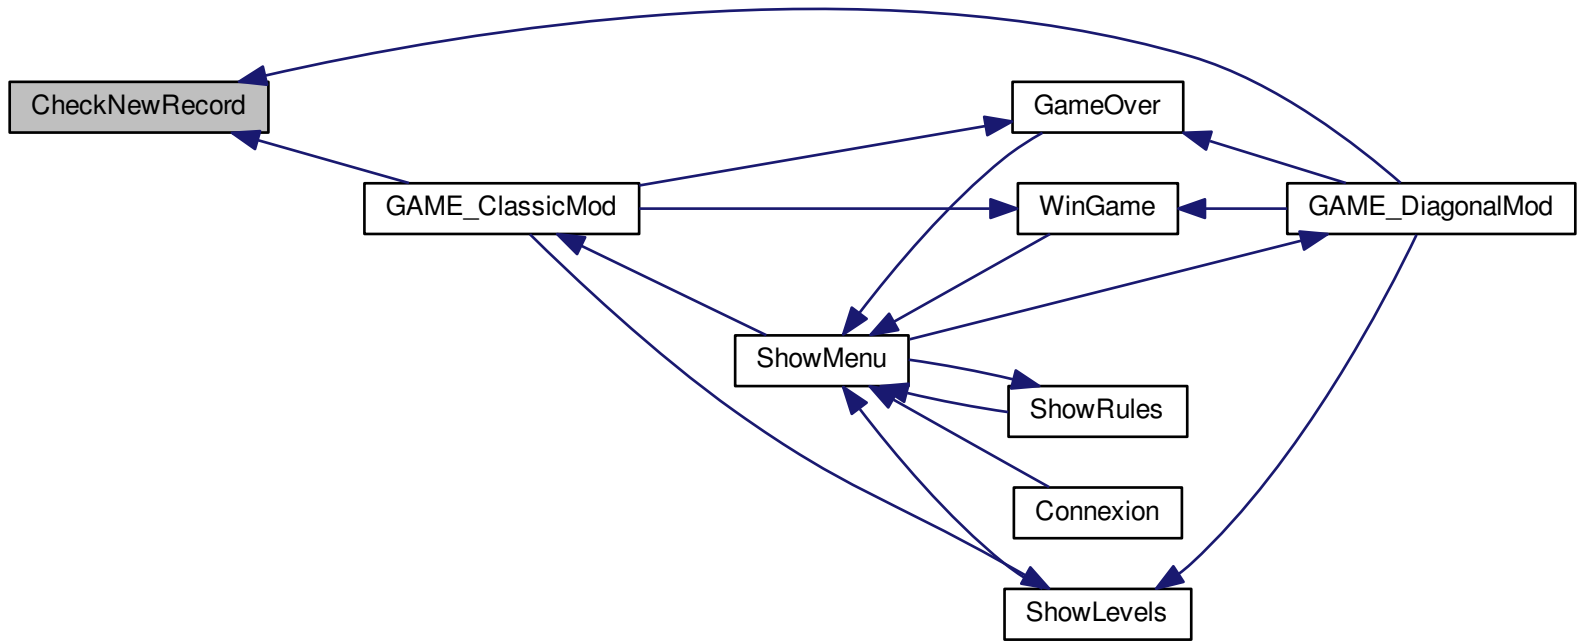 CheckNewRecord
GameOver
GAME_ClassicMod
WinGame
GAME_DiagonalMod
ShowMenu
ShowRules
Connexion
ShowLevels